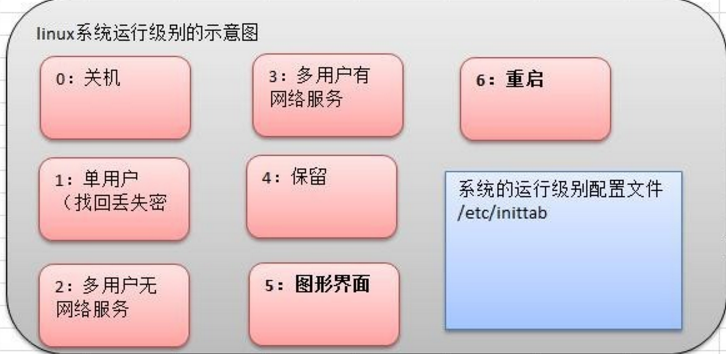 linux系统运行级别的示意图
0：关机
3：多用户有
网络服务
6：重启
1：单用户
（找回丢失密
4：保留
系统的运行级别配置文件
/etc/inittab
2：多用户无
网络服务
5：图形界面